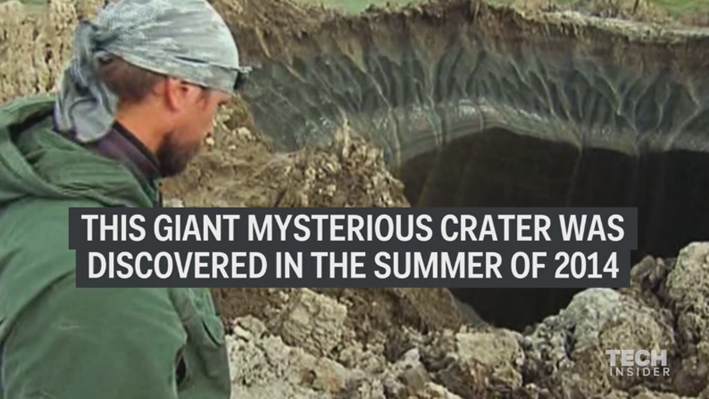 THIS GIANT MYSTERIOUS CRATER WAS
DISCOVERED IN THE SUMMER OF 2014
TECH
INSIDER